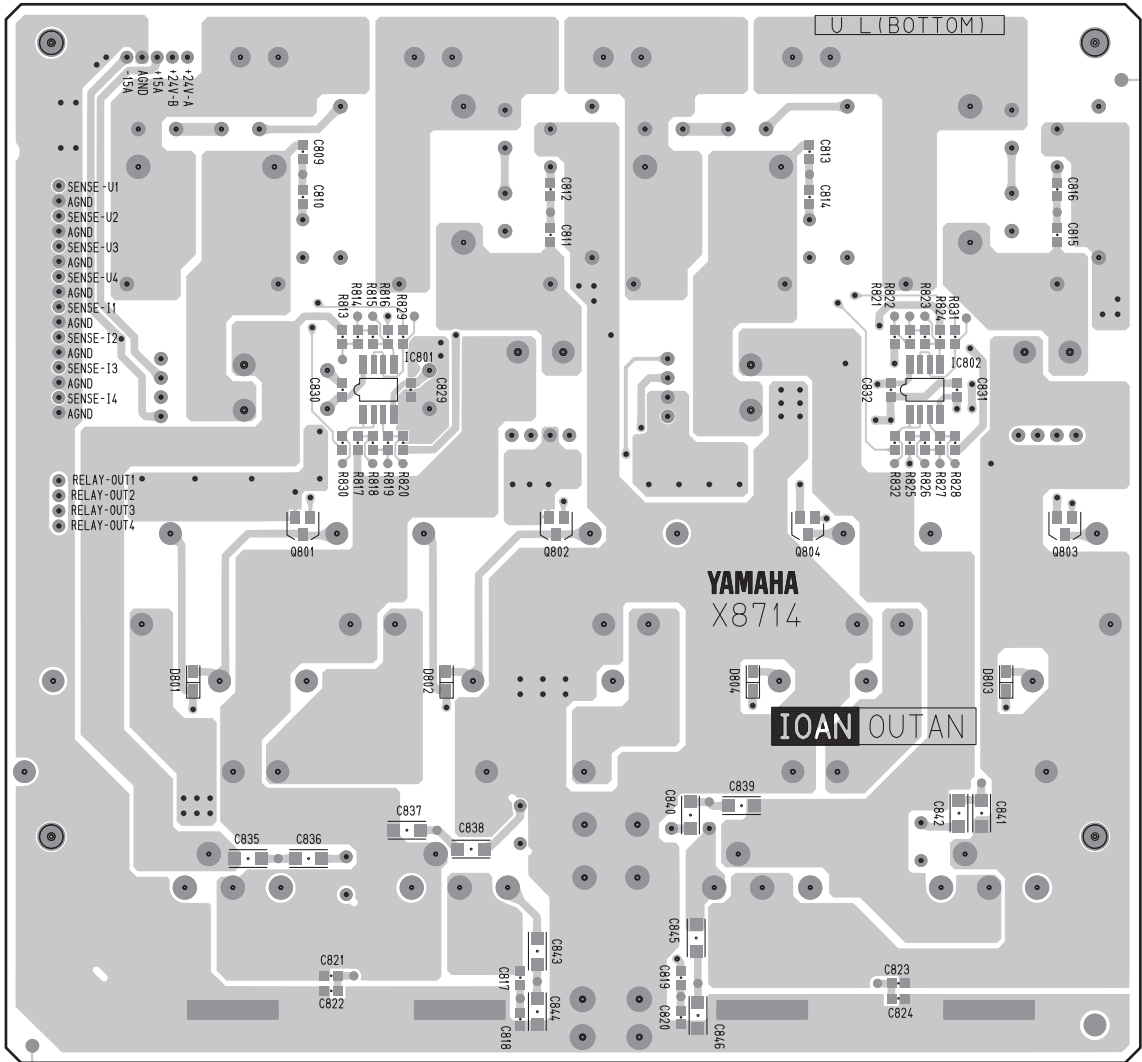 U L(BOTTOM)
-15A
AGND
+15A
+24V-B
+24V-A
C809
C810
C812
C811
C813
C814
C816
C815
SENSE-U1
AGND
SENSE-U2
AGND
SENSE-U3
AGND
SENSE-U4
AGND
SENSE-I1
AGND
SENSE-I2
AGND
SENSE-I3
AGND
SENSE-I4
AGND
R813
R814
R815
R816
R829
IC801
C830
C829
R830
R817
R818
R819
R820
R821
R822
R823
R824
R831
IC802
C832
C831
R832
R825
R826
R827
R828
RELAY-OUT1
RELAY-OUT2
RELAY-OUT3
RELAY-OUT4
Q801
Q802
Q804
Q803
YAMAHA
X8714
D801
D802
D804
D803
IOAN OUTAN
C837
C838
C840
C839
C842
C841
C835
C836
C843
C845
C821
C822
C817
C844
C818
C819
C820
C846
C823
C824